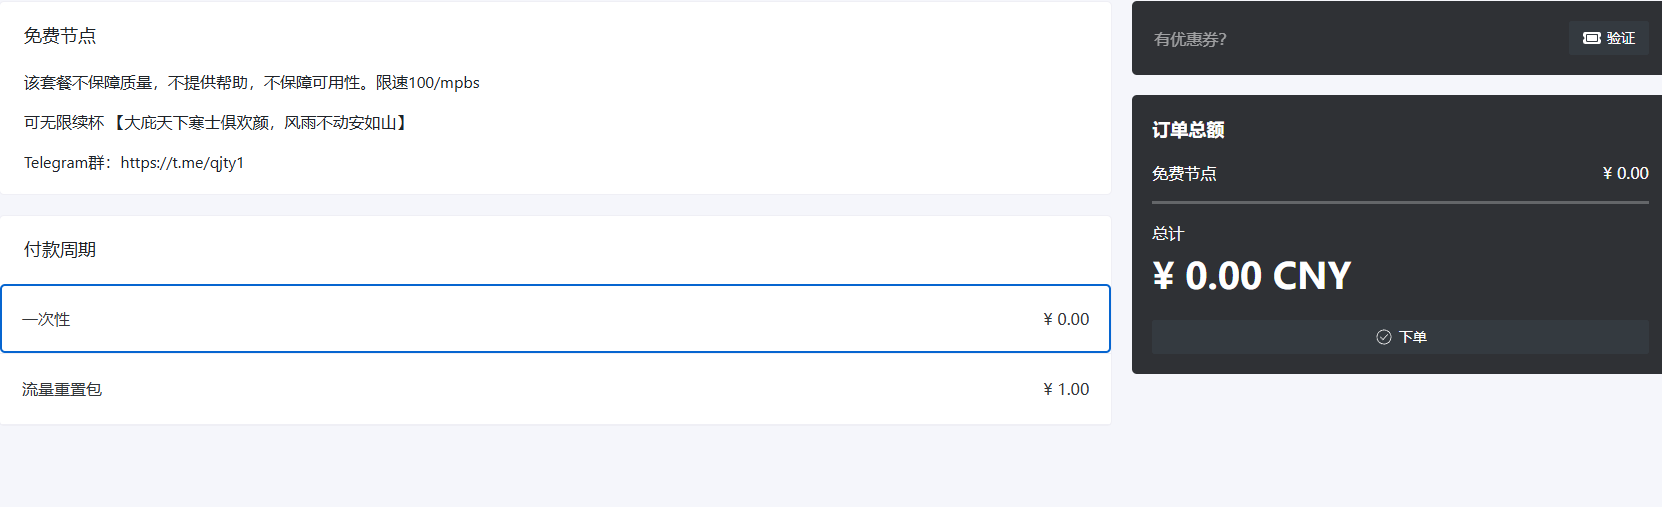 免费节点
该套餐不保障质量，不提供帮助，不保障可用性。限速100/mpbs
可无限续杯 【大庇天下寒士俱欢颜，风雨不动安如山】
Telegram群：https://t.me/qjty1
付款周期
一次性 ¥ 0.00
流量重置包 ¥ 1.00
有优惠券？ 验证
订单总额
免费节点 ¥ 0.00
总计
¥ 0.00 CNY
下单